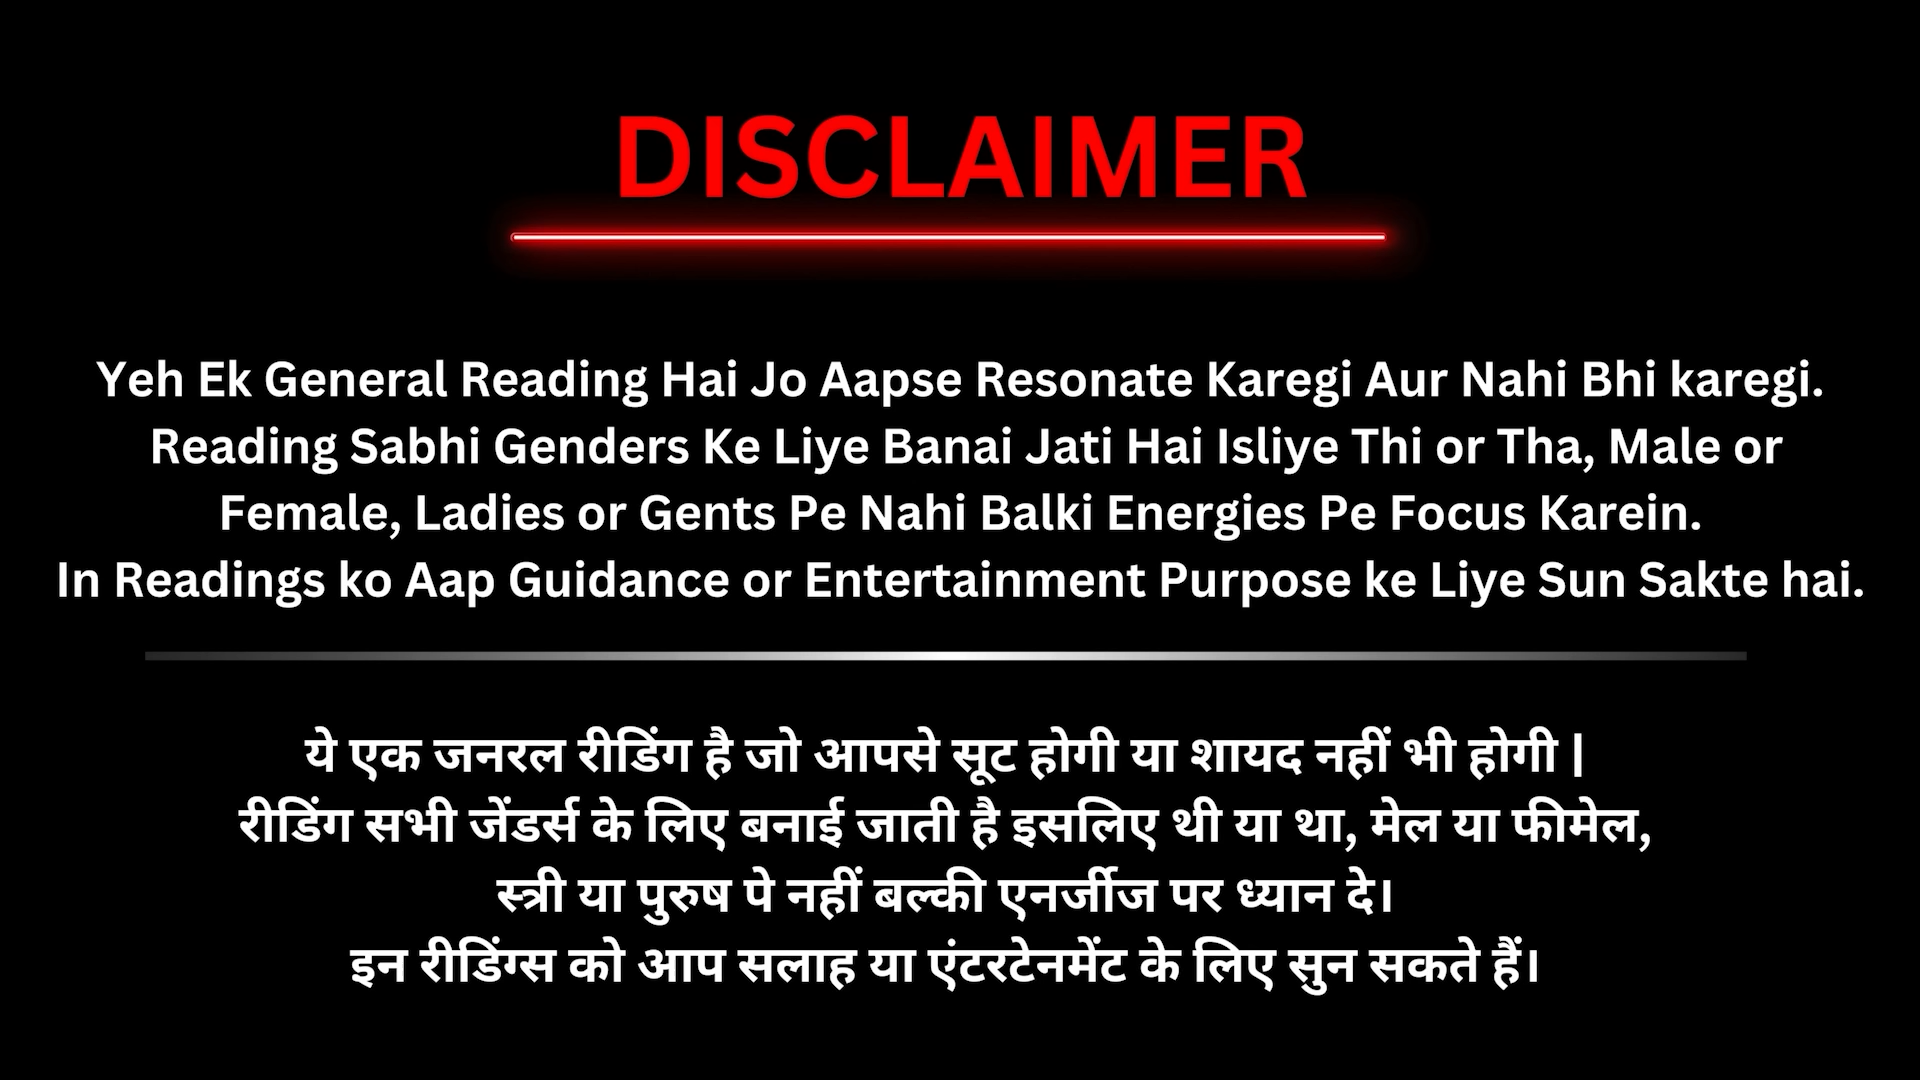 DISCLAIMER
Yeh Ek General Reading Hai Jo Aapse Resonate Karegi Aur Nahi Bhi karegi.
Reading Sabhi Genders Ke Liye Banai Jati Hai Isliye Thi or Tha, Male or
Female, Ladies or Gents Pe Nahi Balki Energies Pe Focus Karein.
In Readings ko Aap Guidance or Entertainment Purpose ke Liye Sun Sakte hai.
ये एक जनरल रीडिंग है जो आपसे सूट होगी या शायद नहीं भी होगी |
रीडिंग सभी जेंडर्स के लिए बनाई जाती है इसलिए थी या था, मेल या फीमेल,
स्त्री या पुरुष पे नहीं बल्की एनर्जीज पर ध्यान दे।
इन रीडिंग्स को आप सलाह या एंटरटेनमेंट के लिए सुन सकते हैं।